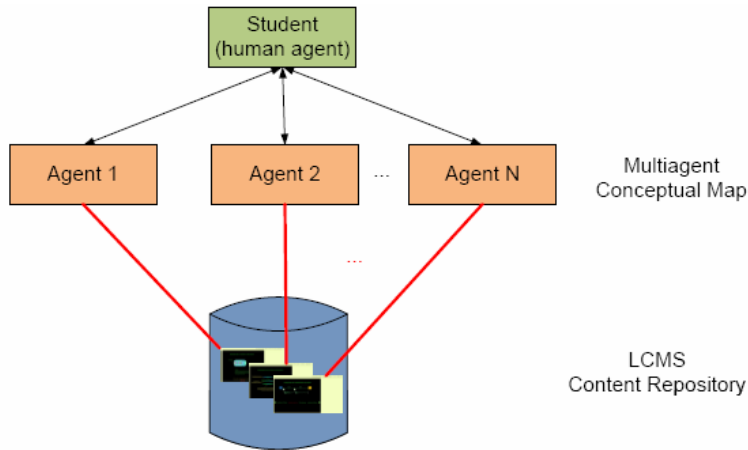 Student
(human agent)
Agent 1
Agent 2
...
Agent N
Multiagent
Conceptual Map
...
LCMS
Content Repository